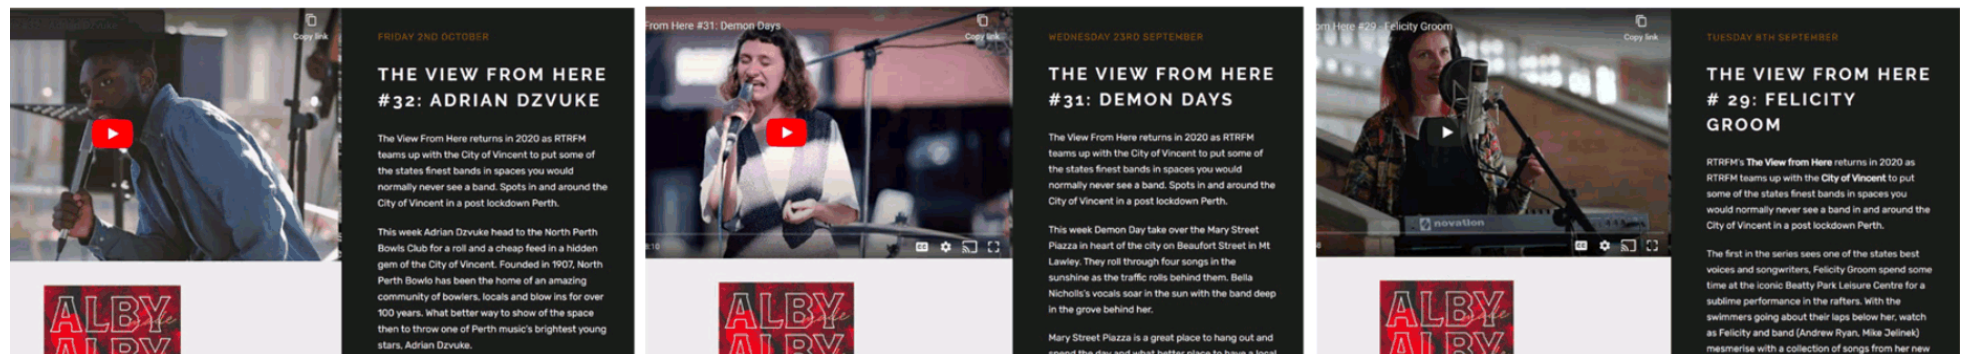 Copy link
FRIDAY 2ND OCTOBER
THE VIEW FROM HERE
#32: ADRIAN DZVUKE
The View From Here returns in 2020 as RTRFM
teams up with the City of Vincent to put some of
the states finest bands in spaces you would
normally never see a band. Spots in and around the
City of Vincent in a post lockdown Perth.
This week Adrian Dzvuke head to the North Perth
Bowls Club for a roll and a cheap feed in a hidden
gem of the City of Vincent. Founded in 1907, North
Perth Bowlo has been the home of an amazing
community of bowlers, locals and blow ins for over
100 years. What better way to show of the space
then to throw one of Perth music's brightest young
stars, Adrian Dzvuke.
ALBY
From Here #31: Demon Days
Copy link
8:10
CC
WEDNESDAY 23RD SEPTEMBER
THE VIEW FROM HERE
#31: DEMON DAYS
The View From Here returns in 2020 as RTRFM
teams up with the City of Vincent to put some of
the states finest bands in spaces you would
normally never see a band. Spots in and around the
City of Vincent in a post lockdown Perth.
This week Demon Day take over the Mary Street
Piazza in heart of the city on Beaufort Street in Mt
Lawley. They roll through four songs in the
sunshine as the traffic rolls behind them. Bella
Nicholls's vocals soar in the sun with the band deep
in the grove behind her.
Mary Street Piazza is a great place to hang out and
spend the day and what better place to have a local
ALBY
om Here #29 - Felicity Groom
Copy link
novation
CC
TUESDAY 8TH SEPTEMBER
THE VIEW FROM HERE
# 29: FELICITY
GROOM
RTRFM's The View from Here returns in 2020 as
RTRFM teams up with the City of Vincent to put
some of the states finest bands in spaces you
would normally never see a band in and around the
City of Vincent in a post lockdown Perth.
The first in the series sees one of the states best
voices and songwriters, Felicity Groom spend some
time at the iconic Beatty Park Leisure Centre for a
sublime performance in the rafters. With the
swimmers going about their laps below her, watch
as Felicity and band (Andrew Ryan, Mike Jelinek)
mesmerise with a collection of songs from her new
ALBY